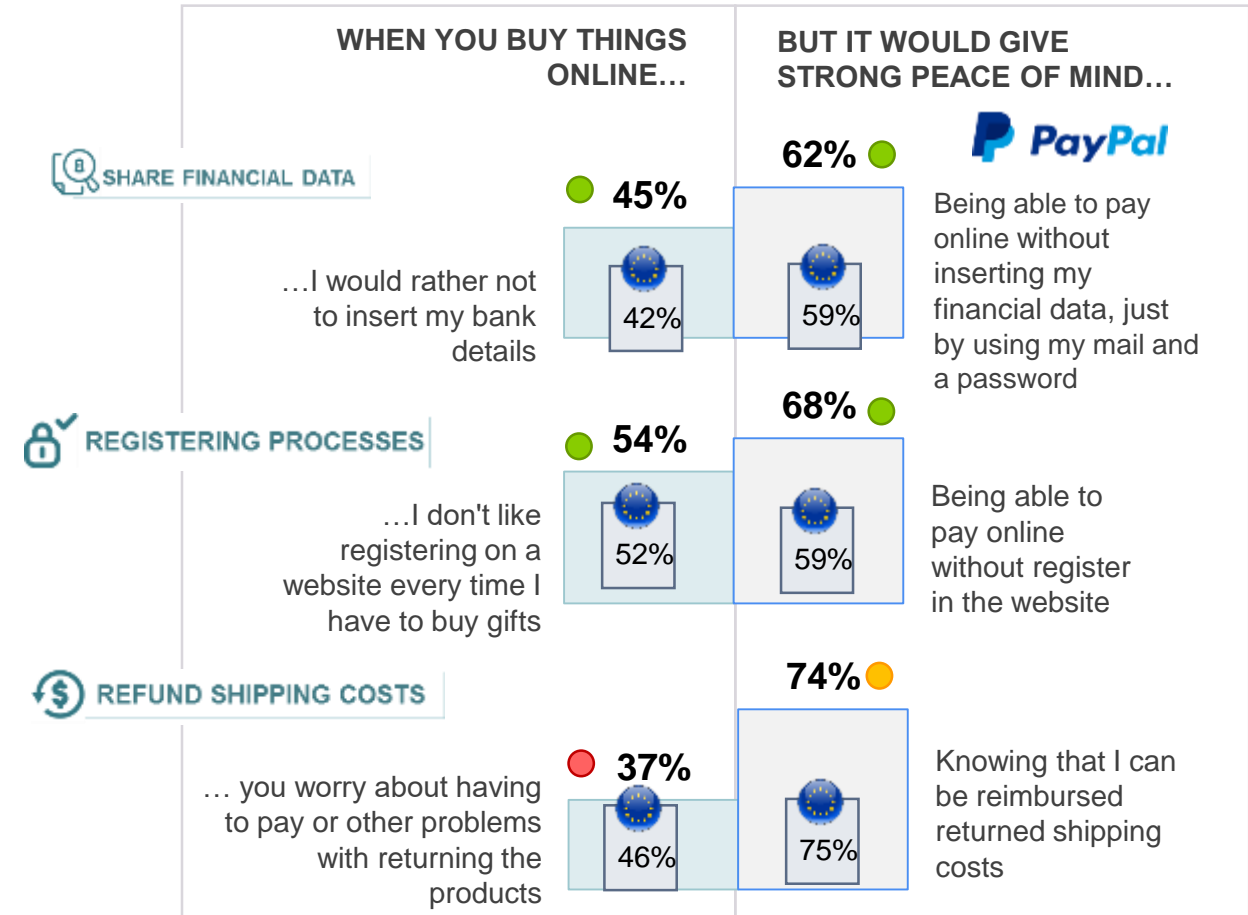 WHEN YOU BUY THINGS
ONLINE…
BUT IT WOULD GIVE
STRONG PEACE OF MIND…
PayPal
SHARE FINANCIAL DATA
45%
62%
…I would rather not
to insert my bank
details
42%
59%
Being able to pay
online without
inserting my
financial data, just
by using my mail and
a password
REGISTERING PROCESSES
54%
68%
…I don't like
registering on a
website every time I
have to buy gifts
52%
59%
Being able to
pay online
without register
in the website
REFUND SHIPPING COSTS
37%
74%
… you worry about having
to pay or other problems
with returning the
products
46%
75%
Knowing that I can
be reimbursed
returned shipping
costs